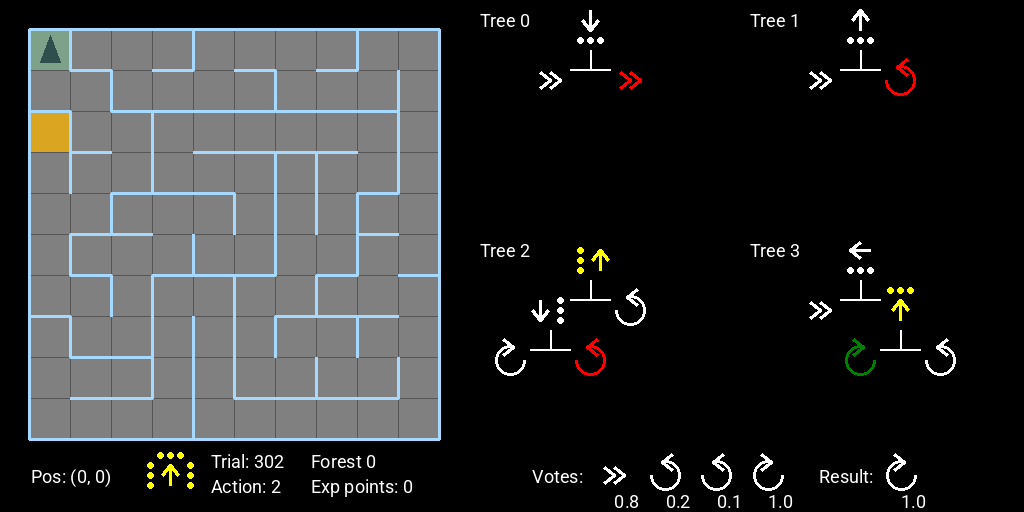 Tree 0
Tree 1
Tree 2
Tree 3
Pos: (0, 0)
Trial: 302
Forest 0
Action: 2
Exp points: 0
Votes:
0.8
0.2
0.1
1.0
Result:
1.0